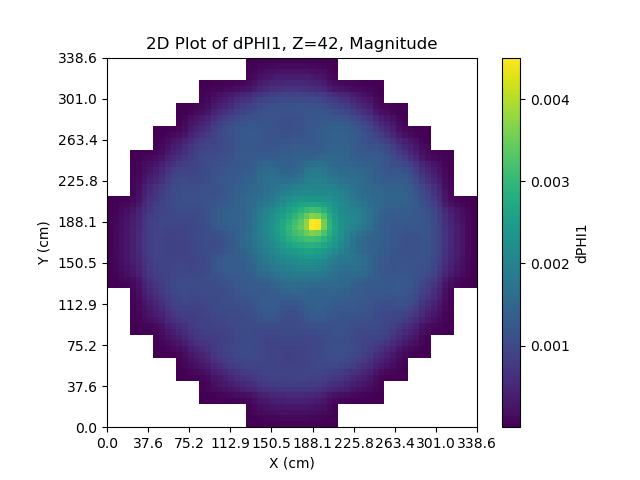 2D Plot of dPHI1, Z=42, Magnitude
338.6
301.0
263.4
225.8
188.1
150.5
112.9
75.2
37.6
0.0
Y (cm)
0.0 37.6 75.2 112.9 150.5 188.1 225.8 263.4 301.0 338.6
X (cm)
0.004
0.003
0.002
0.001
dPHI1